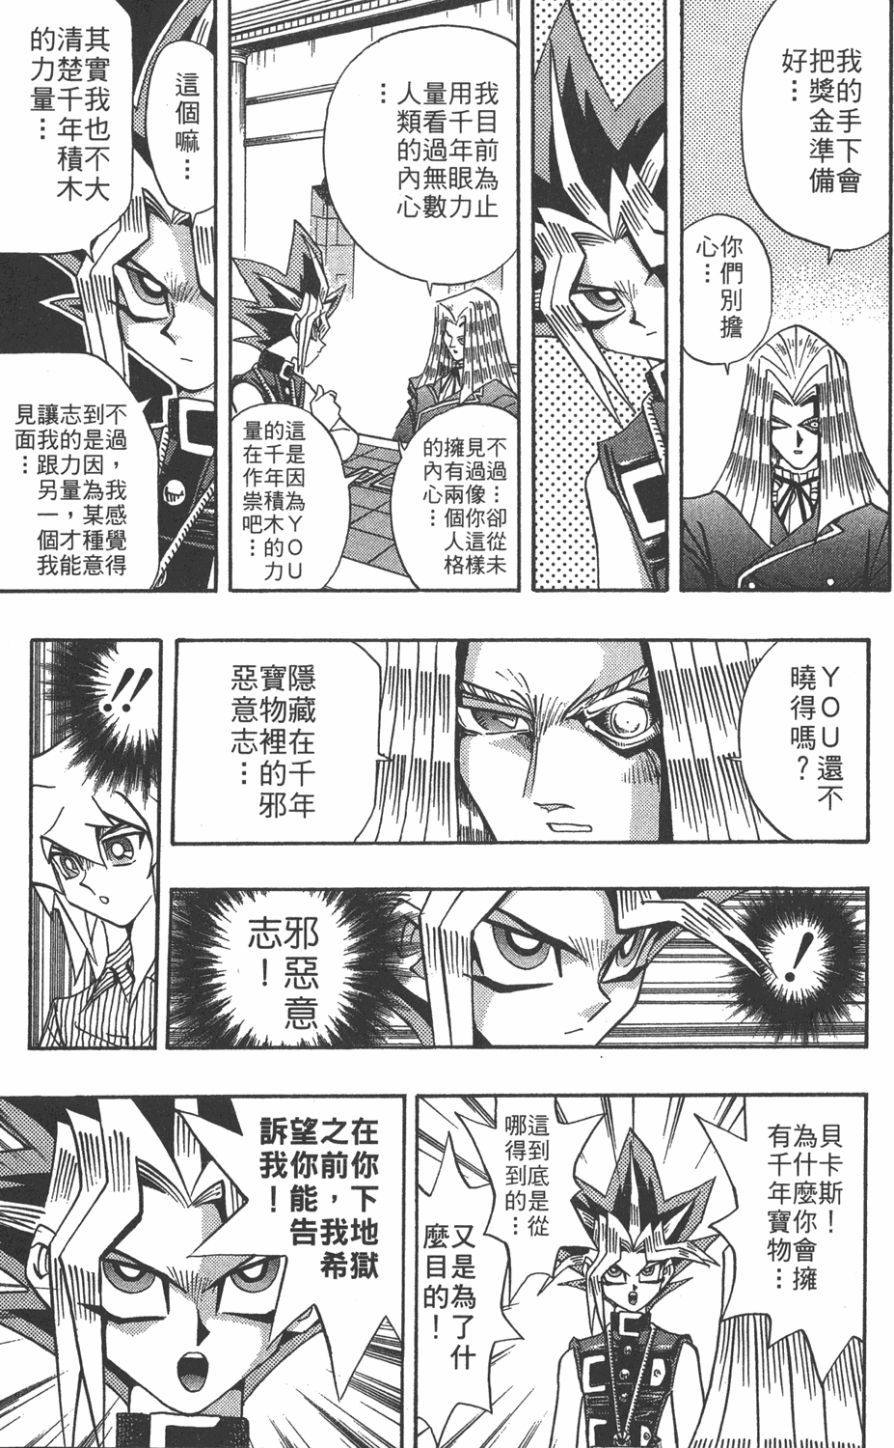 我的手下會
把獎金準備
好…
你們別擔
心…
我目前為止
用千年眼力
量看過無數
人類的內心
…
不過…卻從未
見過像你這樣
擁有兩個人格
的內心…
這是因為ＹＯＵ
的千年積木的力
量在作祟吧…
這個嘛…
其實我也不大
清楚千年積木
的力量…
不過，我感覺得
到是因為某種意
志的力量，才能
讓我跟另一個我
見面…
ＹＯＵ還不
曉得嗎？
隱藏在千年
寶物裡的邪
惡意志…
!!
!
邪惡意
志！
貝卡斯！
為什麼你會擁
有千年寶物…
這到底是從
哪得到的…
又是為了什
麼目的！
在你下地獄
之前，我希
望你能告
訴我！